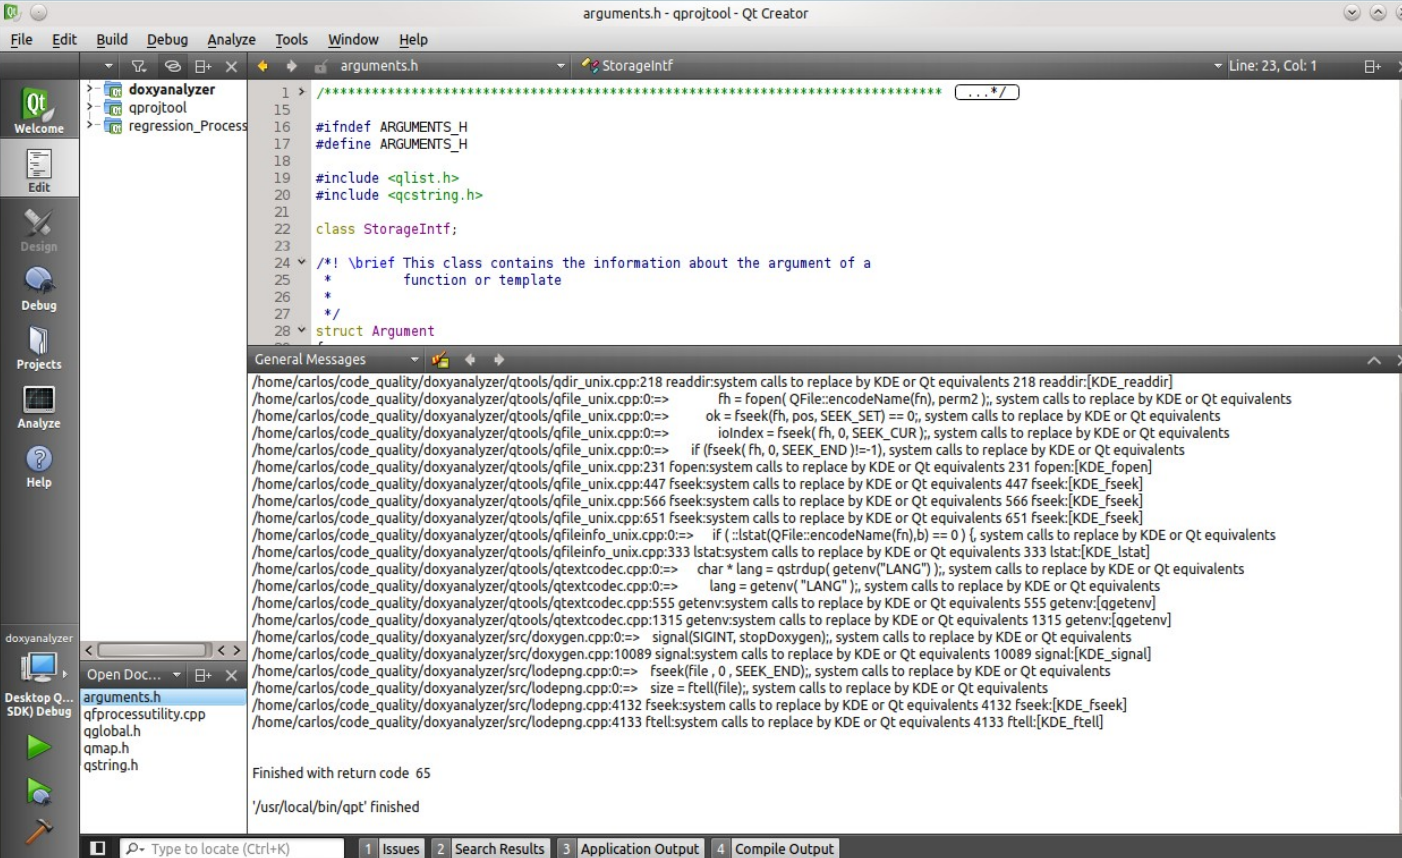 arguments.h - qprojtool - Qt Creator
File Edit Build Debug Analyze Tools Window Help
arguments.h
StorageIntf
Line: 23, Col: 1
Qt
Welcome
Edit
Design
Debug
Projects
Analyze
Help
doxyanalyzer
Desktop Q...
SDK) Debug
doxyanalyzer
qprojtool
regression_Process
Open Doc...
arguments.h
qfprocessutility.cpp
qglobal.h
qmap.h
qstring.h
1 /****************************************************************************** ...*/
15
16 #ifndef ARGUMENTS_H
17 #define ARGUMENTS_H
18
19 #include <qlist.h>
20 #include <qcstring.h>
21
22 class StorageIntf;
23
24 /*! \brief This class contains the information about the argument of a
25 * function or template
26 *
27 */
28 struct Argument
General Messages
/home/carlos/code_quality/doxyanalyzer/qtools/qdir_unix.cpp:218 readdir:system calls to replace by KDE or Qt equivalents 218 readdir:[KDE_readdir]
/home/carlos/code_quality/doxyanalyzer/qtools/qfile_unix.cpp:0:=> fh = fopen( QFile::encodeName(fn), perm2 );, system calls to replace by KDE or Qt equivalents
/home/carlos/code_quality/doxyanalyzer/qtools/qfile_unix.cpp:0:=> ok = fseek(fh, pos, SEEK_SET) == 0;, system calls to replace by KDE or Qt equivalents
/home/carlos/code_quality/doxyanalyzer/qtools/qfile_unix.cpp:0:=> ioIndex = fseek( fh, 0, SEEK_CUR );, system calls to replace by KDE or Qt equivalents
/home/carlos/code_quality/doxyanalyzer/qtools/qfile_unix.cpp:0:=> if (fseek( fh, 0, SEEK_END )!=-1), system calls to replace by KDE or Qt equivalents
/home/carlos/code_quality/doxyanalyzer/qtools/qfile_unix.cpp:231 fopen:system calls to replace by KDE or Qt equivalents 231 fopen:[KDE_fopen]
/home/carlos/code_quality/doxyanalyzer/qtools/qfile_unix.cpp:447 fseek:system calls to replace by KDE or Qt equivalents 447 fseek:[KDE_fseek]
/home/carlos/code_quality/doxyanalyzer/qtools/qfile_unix.cpp:566 fseek:system calls to replace by KDE or Qt equivalents 566 fseek:[KDE_fseek]
/home/carlos/code_quality/doxyanalyzer/qtools/qfile_unix.cpp:651 fseek:system calls to replace by KDE or Qt equivalents 651 fseek:[KDE_fseek]
/home/carlos/code_quality/doxyanalyzer/qtools/qfileinfo_unix.cpp:0:=> if ( ::lstat(QFile::encodeName(fn),b) == 0 ) {, system calls to replace by KDE or Qt equivalents
/home/carlos/code_quality/doxyanalyzer/qtools/qfileinfo_unix.cpp:333 lstat:system calls to replace by KDE or Qt equivalents 333 lstat:[KDE_lstat]
/home/carlos/code_quality/doxyanalyzer/qtools/qtextcodec.cpp:0:=> char * lang = qstrdup( getenv("LANG") );, system calls to replace by KDE or Qt equivalents
/home/carlos/code_quality/doxyanalyzer/qtools/qtextcodec.cpp:0:=> lang = getenv( "LANG" );, system calls to replace by KDE or Qt equivalents
/home/carlos/code_quality/doxyanalyzer/qtools/qtextcodec.cpp:555 getenv:system calls to replace by KDE or Qt equivalents 555 getenv:[qgetenv]
/home/carlos/code_quality/doxyanalyzer/qtools/qtextcodec.cpp:1315 getenv:system calls to replace by KDE or Qt equivalents 1315 getenv:[qgetenv]
/home/carlos/code_quality/doxyanalyzer/src/doxygen.cpp:0:=> signal(SIGINT, stopDoxygen);, system calls to replace by KDE or Qt equivalents
/home/carlos/code_quality/doxyanalyzer/src/doxygen.cpp:10089 signal:system calls to replace by KDE or Qt equivalents 10089 signal:[KDE_signal]
/home/carlos/code_quality/doxyanalyzer/src/lodepng.cpp:0:=> fseek(file , 0 , SEEK_END);, system calls to replace by KDE or Qt equivalents
/home/carlos/code_quality/doxyanalyzer/src/lodepng.cpp:0:=> size = ftell(file);, system calls to replace by KDE or Qt equivalents
/home/carlos/code_quality/doxyanalyzer/src/lodepng.cpp:4132 fseek:system calls to replace by KDE or Qt equivalents 4132 fseek:[KDE_fseek]
/home/carlos/code_quality/doxyanalyzer/src/lodepng.cpp:4133 ftell:system calls to replace by KDE or Qt equivalents 4133 ftell:[KDE_ftell]
Finished with return code 65
'/usr/local/bin/qpt' finished
Type to locate (Ctrl+K)
1 Issues 2 Search Results 3 Application Output 4 Compile Output